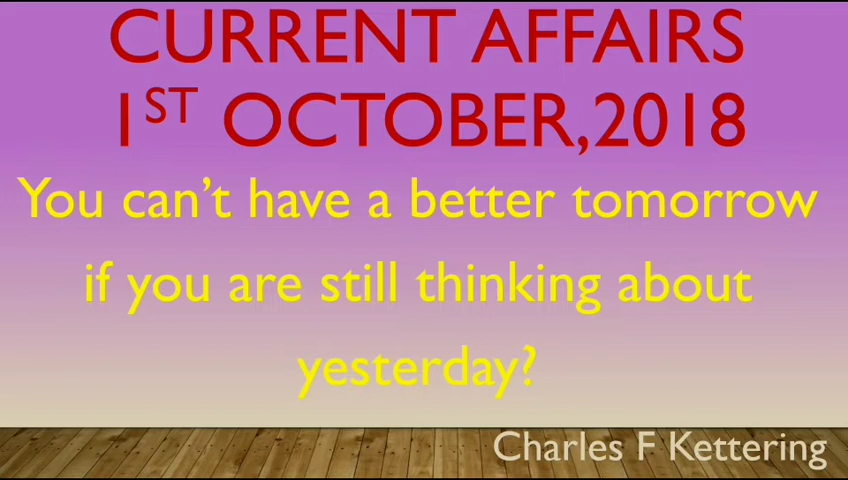 CURRENT AFFAIRS
1ST OCTOBER,2018
You can't have a better tomorrow
if you are still thinking about
yesterday?
Charles F Kettering